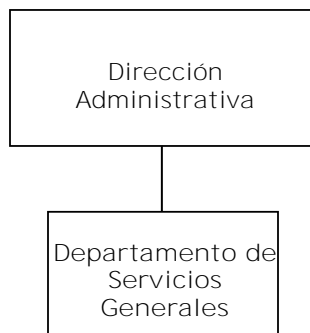 Dirección
Administrativa
Departamento de
Servicios
Generales